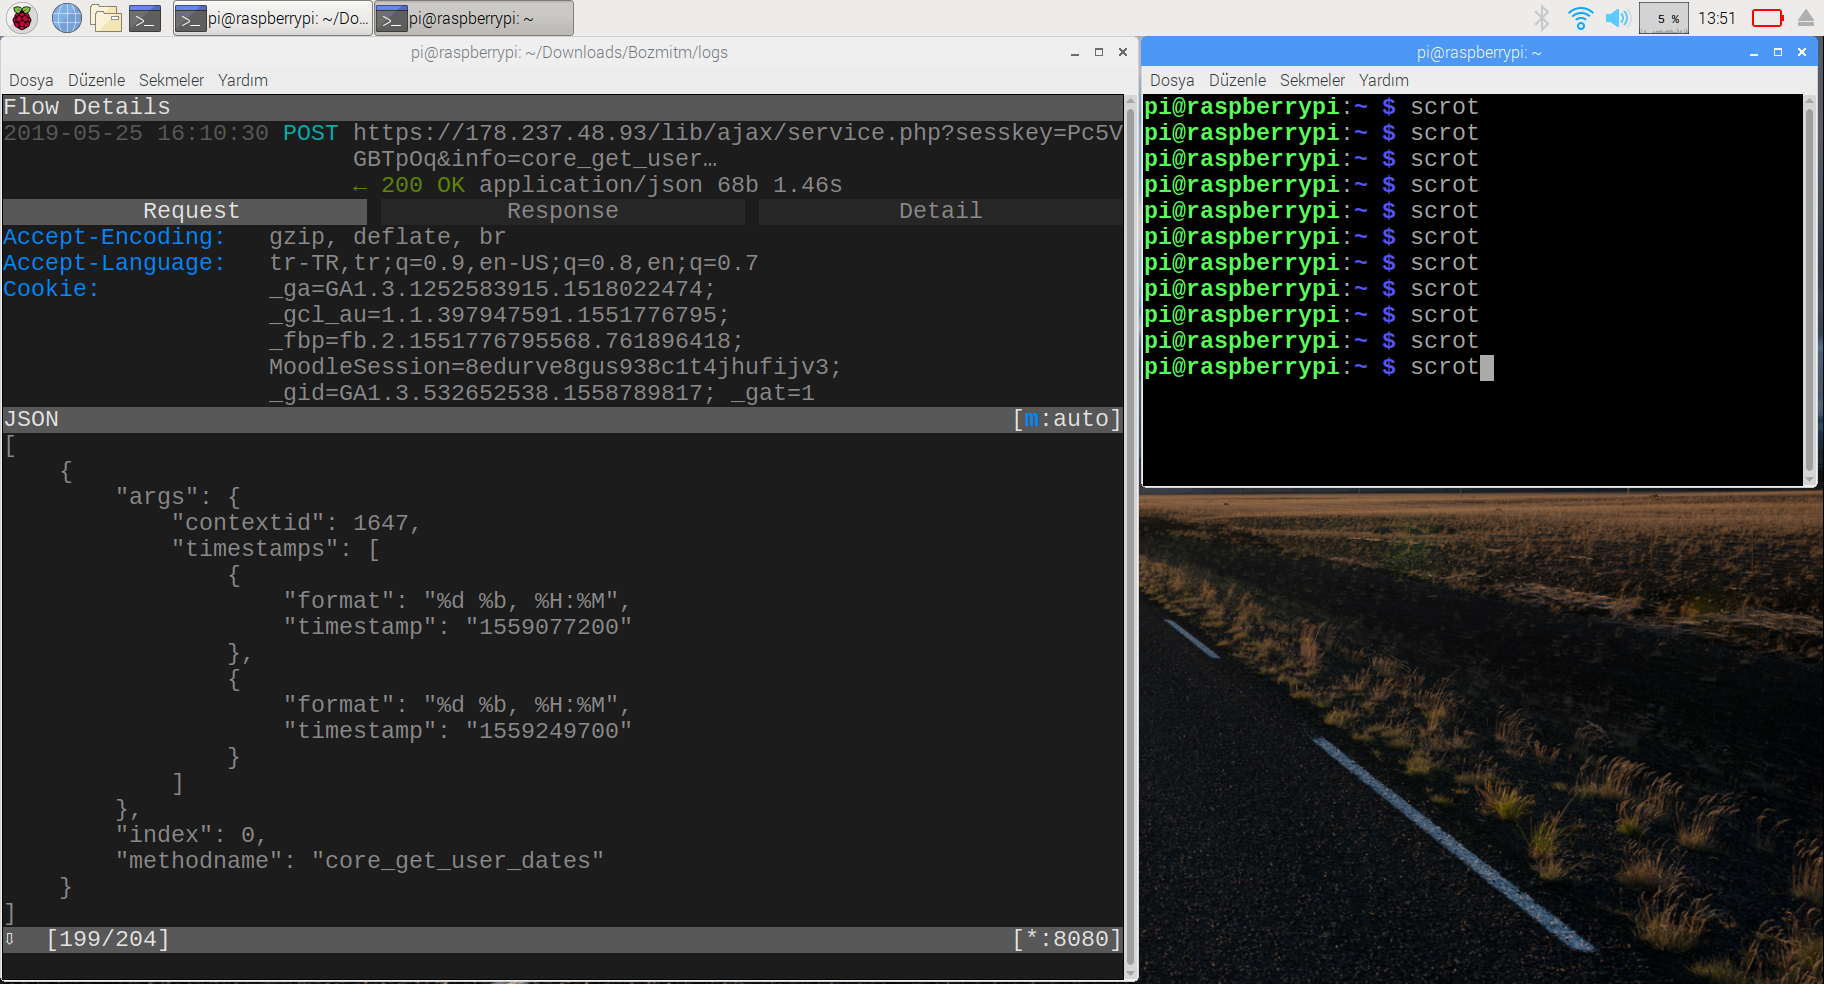 pi@raspberrypi: ~/Do...
pi@raspberrypi: ~
5 %
13:51
pi@raspberrypi: ~/Downloads/Bozmitm/logs
Dosya Düzenle Sekmeler Yardım
Flow Details
2019-05-25 16:10:30 POST https://178.237.48.93/lib/ajax/service.php?sesskey=Pc5V
GBTpOq&info=core_get_user…
← 200 OK application/json 68b 1.46s
Request Response Detail
Accept-Encoding: gzip, deflate, br
Accept-Language: tr-TR,tr;q=0.9,en-US;q=0.8,en;q=0.7
Cookie: _ga=GA1.3.1252583915.1518022474;
_gcl_au=1.1.397947591.1551776795;
_fbp=fb.2.1551776795568.761896418;
MoodleSession=8edurve8gus938c1t4jhufijv3;
_gid=GA1.3.532652538.1558789817; _gat=1
JSON [m:auto]
[
{
"args": {
"contextid": 1647,
"timestamps": [
{
"format": "%d %b, %H:%M",
"timestamp": "1559077200"
},
{
"format": "%d %b, %H:%M",
"timestamp": "1559249700"
}
]
},
"index": 0,
"methodname": "core_get_user_dates"
}
]
⇩ [199/204] [*:8080]
pi@raspberrypi: ~
Dosya Düzenle Sekmeler Yardım
pi@raspberrypi:~ $ scrot
pi@raspberrypi:~ $ scrot
pi@raspberrypi:~ $ scrot
pi@raspberrypi:~ $ scrot
pi@raspberrypi:~ $ scrot
pi@raspberrypi:~ $ scrot
pi@raspberrypi:~ $ scrot
pi@raspberrypi:~ $ scrot
pi@raspberrypi:~ $ scrot
pi@raspberrypi:~ $ scrot
pi@raspberrypi:~ $ scrot